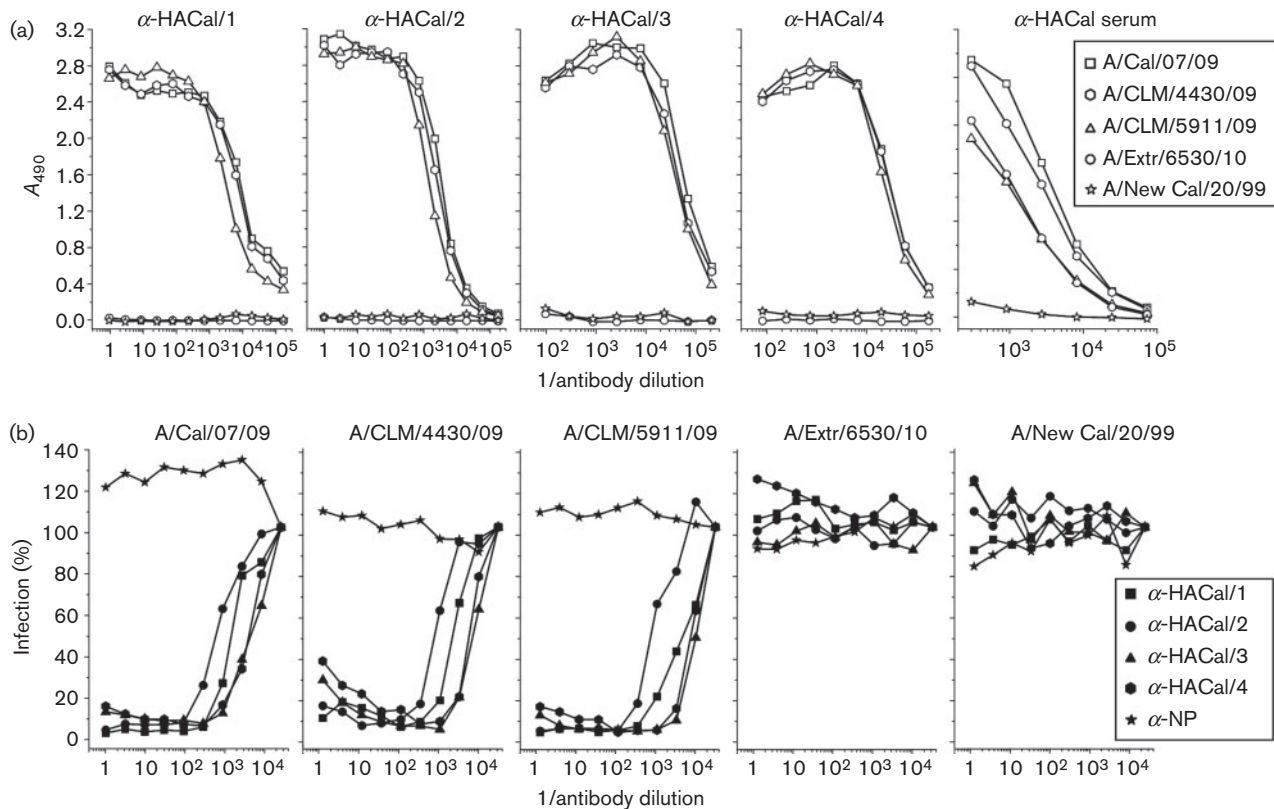 (a)
α-HACal/1
α-HACal/2
α-HACal/3
α-HACal/4
α-HACal serum
A490
3.2
2.8
2.4
2.0
1.6
1.2
0.8
0.4
0.0
1 10 10² 10³ 10⁴ 10⁵
1 10 10² 10³ 10⁴ 10⁵
10² 10³ 10⁴ 10⁵
10² 10³ 10⁴ 10⁵
10³ 10⁴ 10⁵
1/antibody dilution
A/Cal/07/09
A/CLM/4430/09
A/CLM/5911/09
A/Extr/6530/10
A/New Cal/20/99
(b)
A/Cal/07/09
A/CLM/4430/09
A/CLM/5911/09
A/Extr/6530/10
A/New Cal/20/99
Infection (%)
140
120
100
80
60
40
20
0
1 10 10² 10³ 10⁴
1 10 10² 10³ 10⁴
1 10 10² 10³ 10⁴
1 10 10² 10³ 10⁴
1 10 10² 10³ 10⁴
1/antibody dilution
α-HACal/1
α-HACal/2
α-HACal/3
α-HACal/4
α-NP